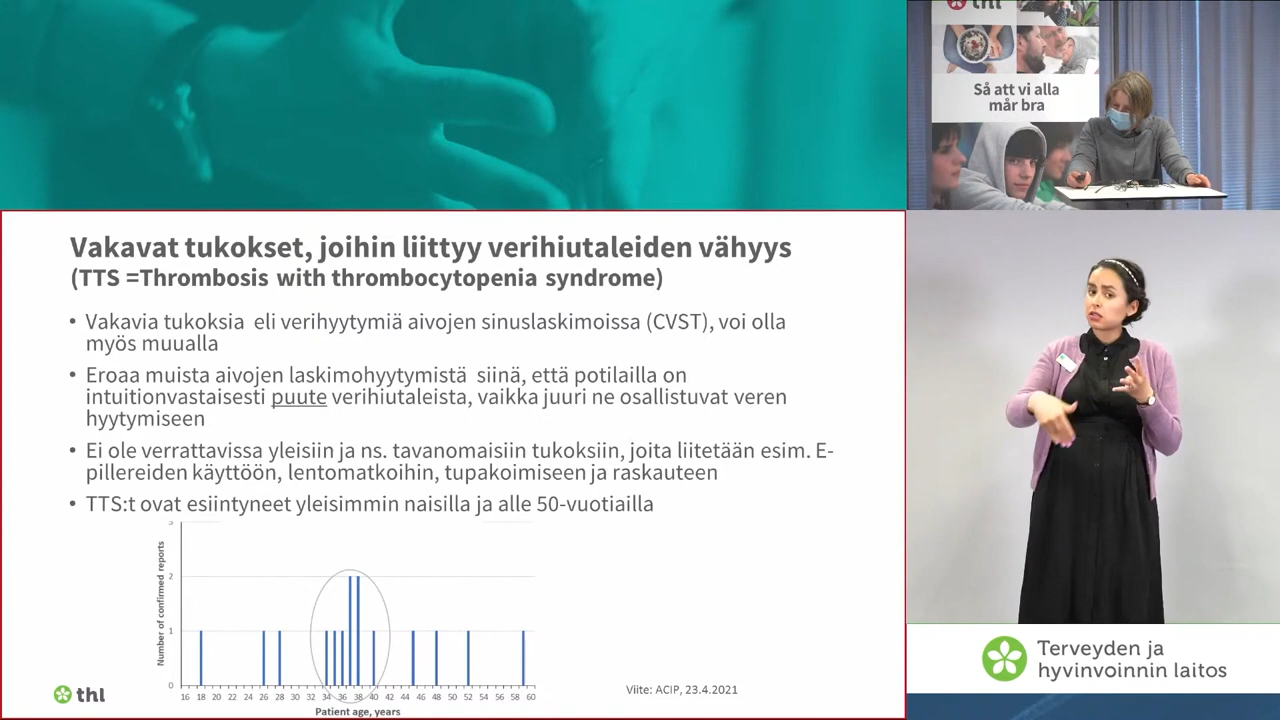 thl
Så att vi alla
mår bra
Vakavat tukokset, joihin liittyy verihiutaleiden vähyys
(TTS =Thrombosis with thrombocytopenia syndrome)
• Vakavia tukoksia eli verihyytymiä aivojen sinuslaskimoissa (CVST), voi olla
myös muualla
• Eroaa muista aivojen laskimohyytymistä siinä, että potilailla on
intuitionvastaisesti puute verihiutaleista, vaikka juuri ne osallistuvat veren
hyytymiseen
• Ei ole verrattavissa yleisiin ja ns. tavanomaisiin tukoksiin, joita liitetään esim. E-
pillereiden käyttöön, lentomatkoihin, tupakoimiseen ja raskauteen
• TTS:t ovat esiintyneet yleisimmin naisilla ja alle 50-vuotiailla
Number of confirmed reports
3
2
1
0
16 18 20 22 24 26 28 30 32 34 36 38 40 42 44 46 48 50 52 54 56 58 60
Patient age, years
Viite: ACIP, 23.4.2021
thl
Terveyden ja
hyvinvoinnin laitos